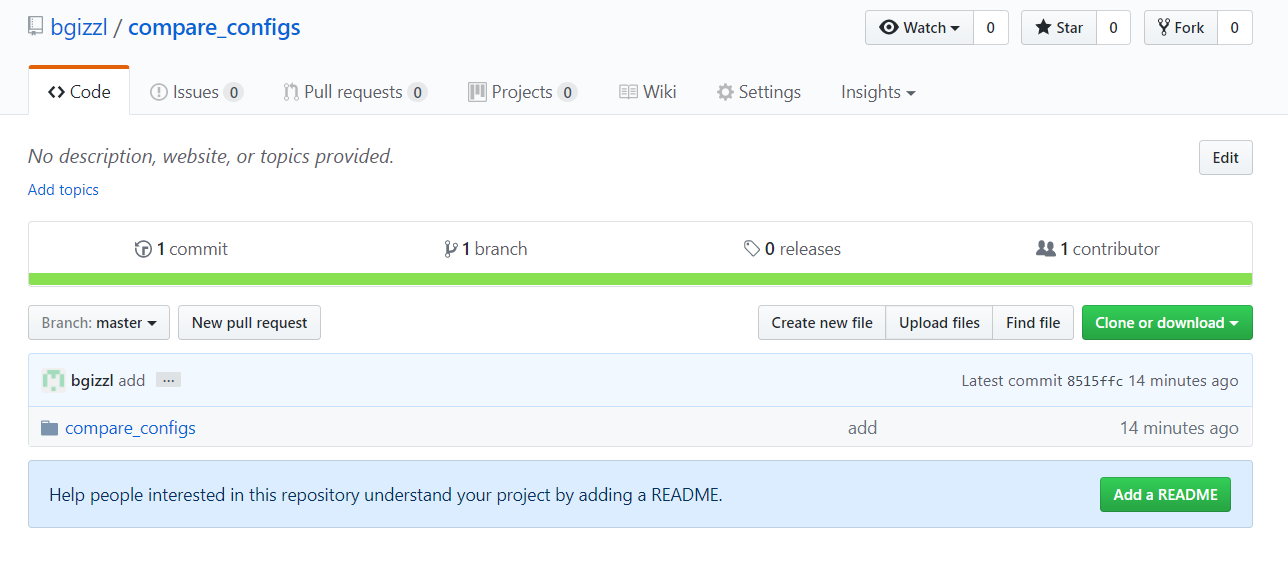 bgizzl / compare_configs
Watch 0 Star 0 Fork 0
Code Issues 0 Pull requests 0 Projects 0 Wiki Settings Insights
No description, website, or topics provided.
Edit
Add topics
1 commit 1 branch 0 releases 1 contributor
Branch: master New pull request Create new file Upload files Find file Clone or download
bgizzl add ... Latest commit 8515ffc 14 minutes ago
compare_configs add 14 minutes ago
Help people interested in this repository understand your project by adding a README. Add a README